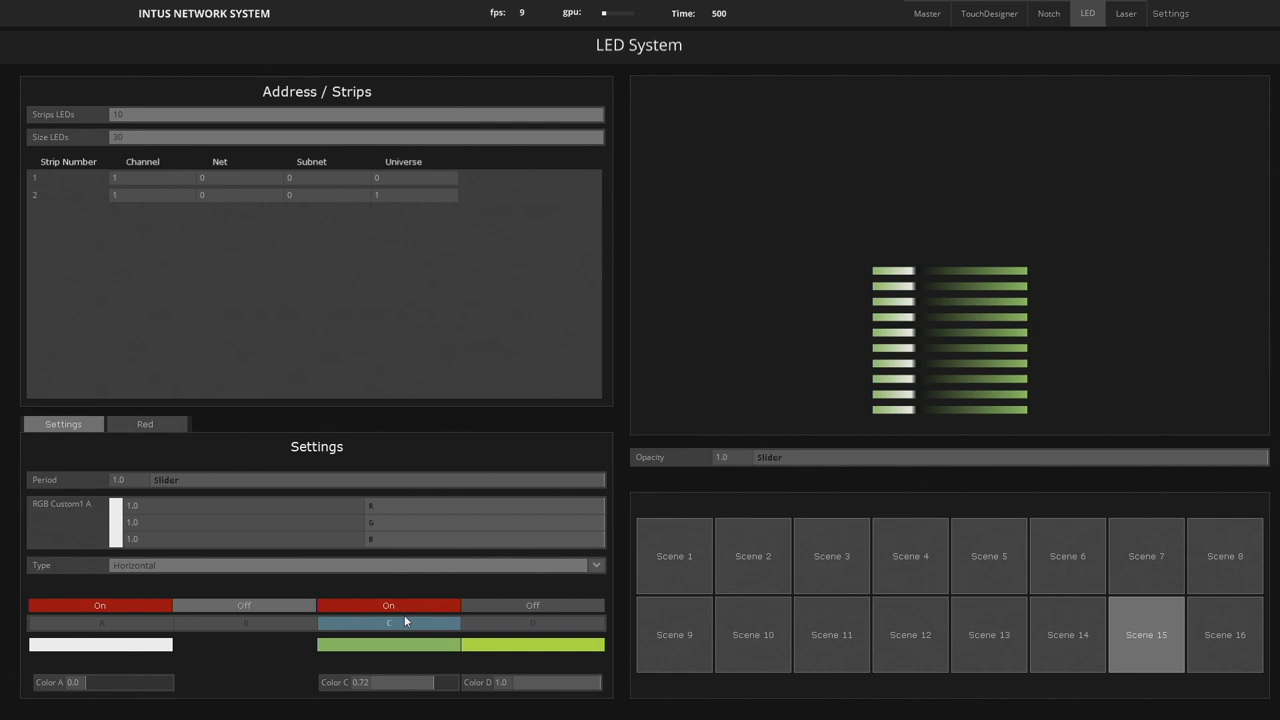 INTUS NETWORK SYSTEM fps: 9 gpu: Time: 500 Master TouchDesigner Notch LED Laser Settings
LED System
Address / Strips
Strips LEDs 10
Size LEDs 30
Strip Number Channel Net Subnet Universe
1 1 0 0 0
2 1 0 0 1
Settings Red
Settings
Period 1.0 Slider
RGB Custom1 A 1.0 R
1.0 G
1.0 B
Type Horizontal
On Off On Off
A B C D
Color A 0.0 Color C 0.72 Color D 1.0
Opacity 1.0 Slider
Scene 1 Scene 2 Scene 3 Scene 4 Scene 5 Scene 6 Scene 7 Scene 8
Scene 9 Scene 10 Scene 11 Scene 12 Scene 13 Scene 14 Scene 15 Scene 16